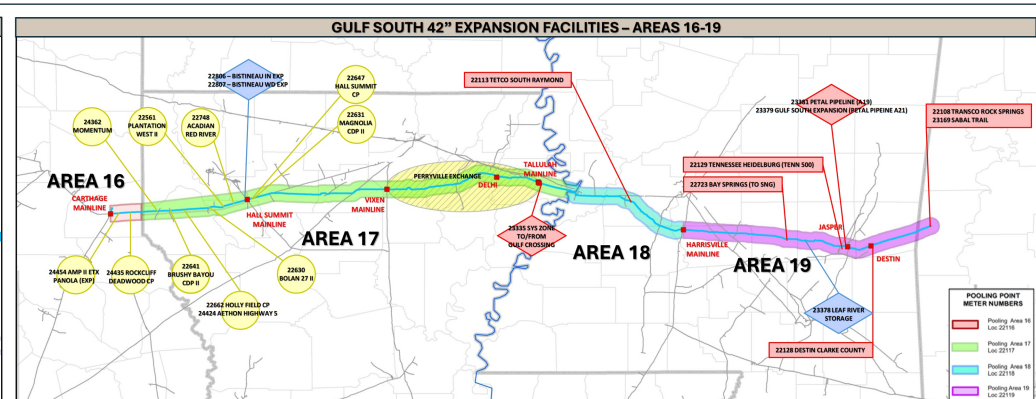 GULF SOUTH 42" EXPANSION FACILITIES – AREAS 16-19
22806 – BISTINEAU IN EXP
22807 – BISTINEAU WD EXP
22647
HALL SUMMIT
CP
22113 TETCO SOUTH RAYMOND
23381 PETAL PIPELINE (A19)
23379 GULF SOUTH EXPANSION (PETAL PIPEINE A21)
22108 TRANSCO ROCK SPRINGS
23169 SABAL TRAIL
24362
MOMENTUM
22561
PLANTATION
WEST II
22748
ACADIAN
RED RIVER
22631
MAGNOLIA
CDP II
22129 TENNESSEE HEIDELBURG (TENN 500)
22723 BAY SPRINGS (TO SNG)
AREA 16
CARTHAGE
MAINLINE
HALL SUMMIT
MAINLINE
AREA 17
VIXEN
MAINLINE
PERRYVILLE EXCHANGE
DELHI
TALLULAH
MAINLINE
23335 SYS ZONE
TO/FROM
GULF CROSSING
AREA 18
HARRISVILLE
MAINLINE
AREA 19
JASPER
DESTIN
24454 AMP II ETX
PANOLA (EXP)
24435 ROCKCLIFF
DEADWOOD CP
22641
BRUSHY BAYOU
CDP II
22662 HOLLY FIELD CP
24424 AETHON HIGHWAY 5
22630
BOLAN 27 II
23378 LEAF RIVER
STORAGE
22128 DESTIN CLARKE COUNTY
POOLING POINT
METER NUMBERS
Pooling Area 16
Loc 22116
Pooling Area 17
Loc 22117
Pooling Area 18
Loc 22118
Pooling Area 19
Loc 22119